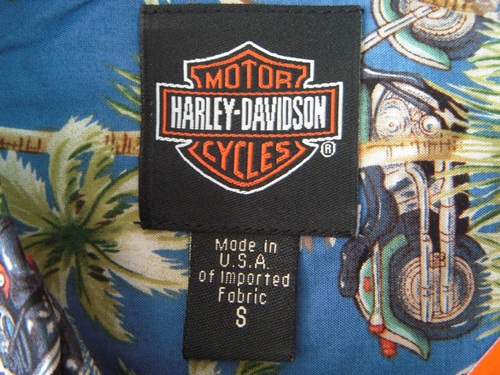 MOTOR
HARLEY-DAVIDSON
CYCLES ®
Made in
U.S.A.
of Imported
Fabric
S